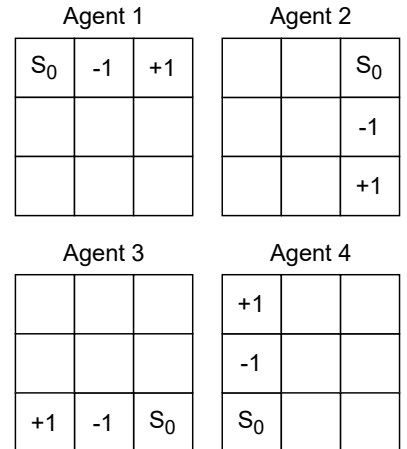 Agent 1
S₀ -1 +1
Agent 2
S₀
-1
+1
Agent 3
+1 -1 S₀
Agent 4
+1
-1
S₀